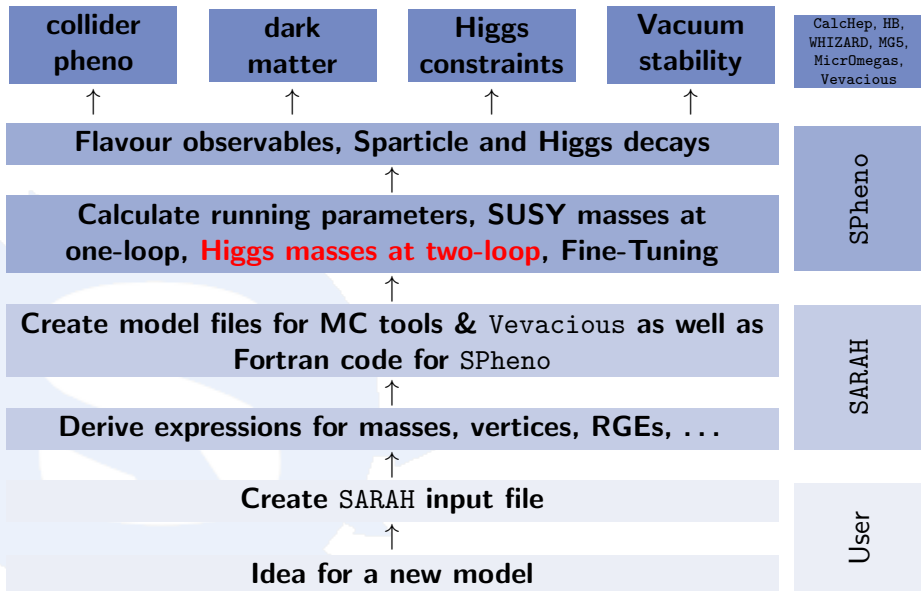 collider
pheno
dark
matter
Higgs
constraints
Vacuum
stability
CalcHep, HB,
WHIZARD, MG5,
MicrOmegas,
Vevacious
Flavour observables, Sparticle and Higgs decays
Calculate running parameters, SUSY masses at
one-loop, Higgs masses at two-loop, Fine-Tuning
SPheno
Create model files for MC tools & Vevacious as well as
Fortran code for SPheno
Derive expressions for masses, vertices, RGEs, ...
SARAH
Create SARAH input file
Idea for a new model
User